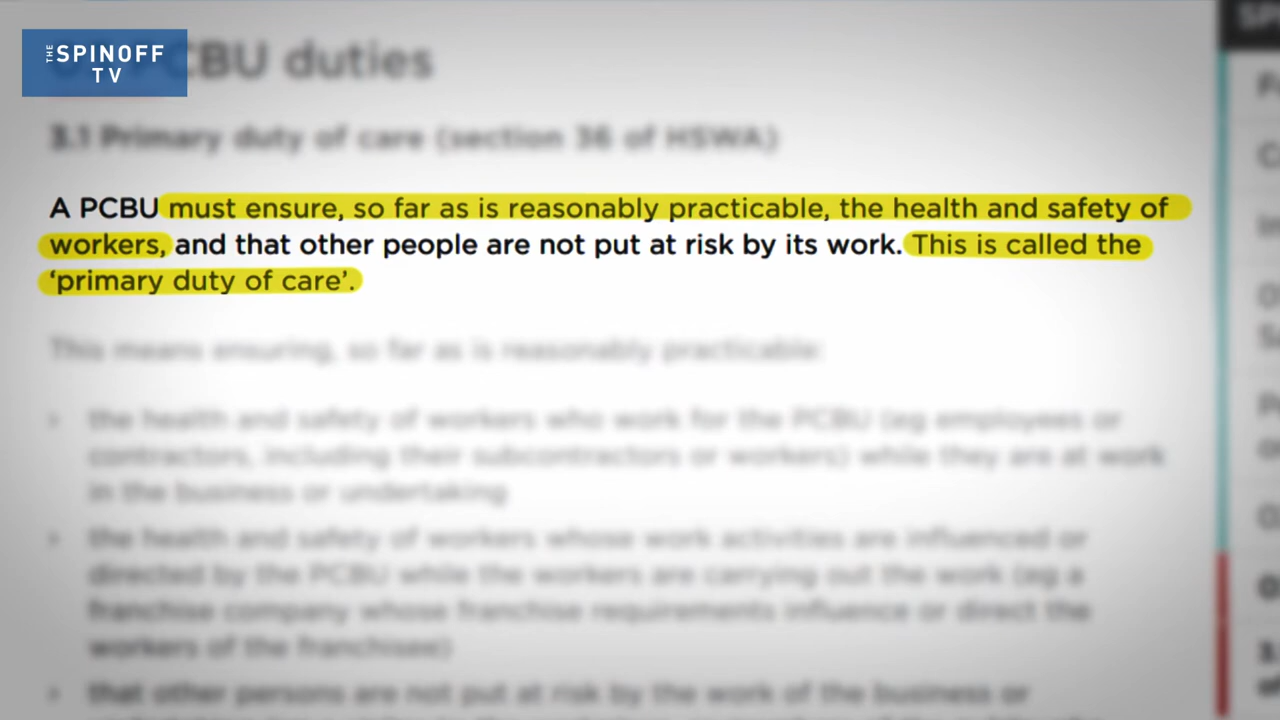 THE SPINOFF
TV
CBU duties
3.1 Primary duty of care (section 36 of HSWA)
A PCBU must ensure, so far as is reasonably practicable, the health and safety of
workers, and that other people are not put at risk by its work. This is called the
‘primary duty of care’.
This means ensuring, so far as is reasonably practicable:
the health and safety of workers who work for the PCBU (eg employees or
contractors, including their subcontractors or workers) while they are at work
in the business or undertaking
the health and safety of workers whose work activities are influenced or
directed by the PCBU while the workers are carrying out the work (eg a
franchise company whose franchise requirements influence or direct the
workers of the franchisee)
that other persons are not put at risk by the work of the business or